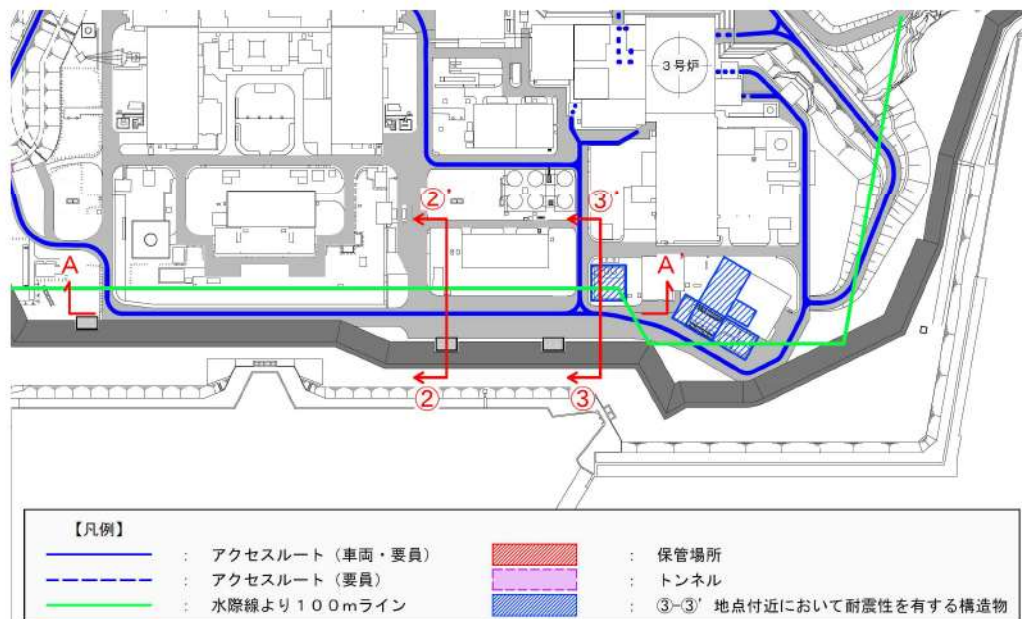 3号炉
②' ③'
A A'
② ③
【凡例】
: アクセスルート（車両・要員） : 保管場所
: アクセスルート（要員） : トンネル
: 水際線より１００ｍライン : ③-③' 地点付近において耐震性を有する構造物